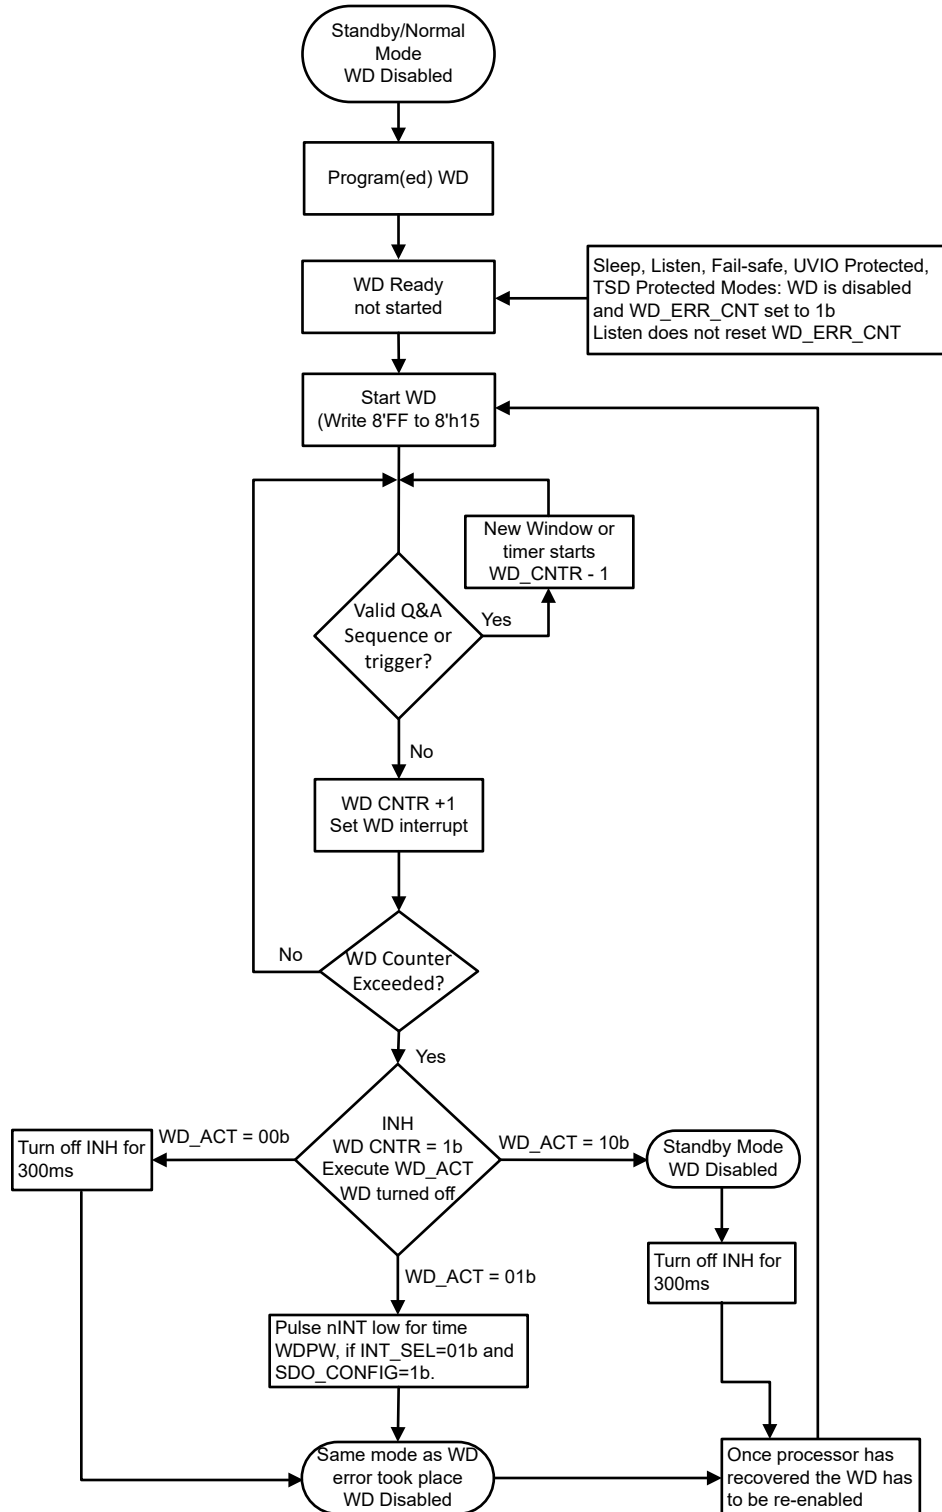 Standby/Normal
Mode
WD Disabled
Program(ed) WD
WD Ready
not started
Sleep, Listen, Fail-safe, UVIO Protected,
TSD Protected Modes: WD is disabled
and WD_ERR_CNT set to 1b
Listen does not reset WD_ERR_CNT
Start WD
(Write 8'FF to 8'h15
New Window or
timer starts
WD_CNTR - 1
Valid Q&A
Sequence or
trigger?
Yes
No
WD CNTR +1
Set WD interrupt
No
WD Counter
Exceeded?
Yes
Turn off INH for
300ms
WD_ACT = 00b
INH
WD CNTR = 1b
Execute WD_ACT
WD turned off
WD_ACT = 10b
Standby Mode
WD Disabled
Turn off INH for
300ms
WD_ACT = 01b
Pulse nINT low for time
WDPW, if INT_SEL=01b and
SDO_CONFIG=1b.
Same mode as WD
error took place
WD Disabled
Once processor has
recovered the WD has
to be re-enabled